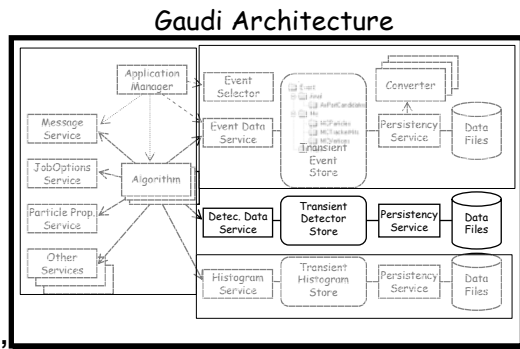 Gaudi Architecture
Application
Manager
Event
Selector
Converter
Message
Service
Event Data
Service
Event
Persistency
Service
Data
Files
Transient
Event
Store
JobOptions
Service
Algorithm
Particle Prop.
Service
Detec. Data
Service
Transient
Detector
Store
Persistency
Service
Data
Files
Other
Services
Histogram
Service
Transient
Histogram
Store
Persistency
Service
Data
Files
,